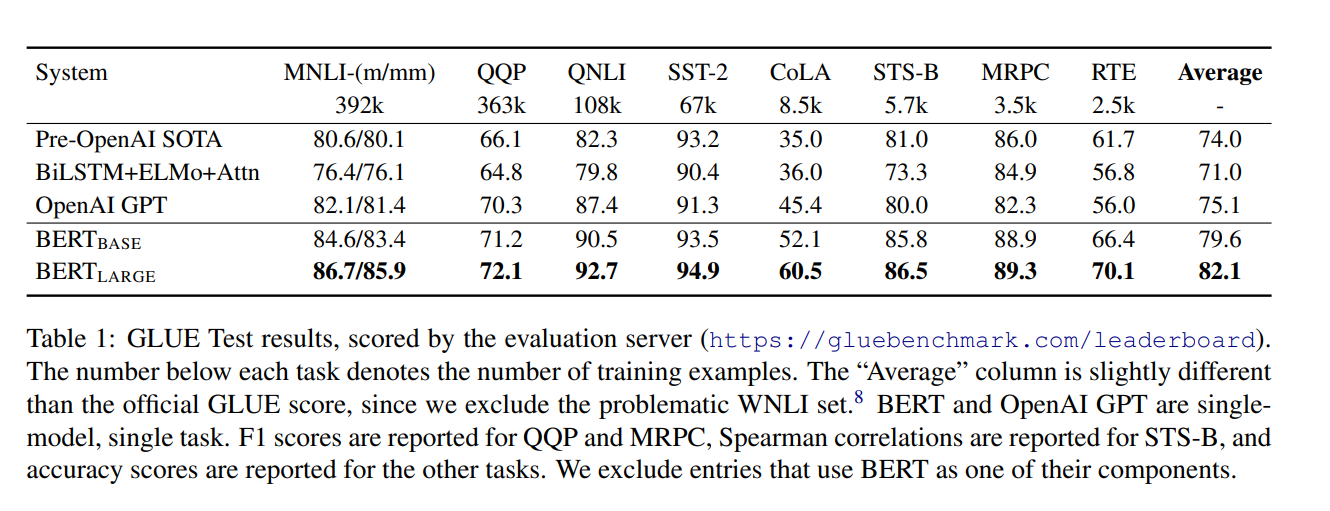 System MNLI-(m/mm) QQP QNLI SST-2 CoLA STS-B MRPC RTE Average
392k 363k 108k 67k 8.5k 5.7k 3.5k 2.5k -
Pre-OpenAI SOTA 80.6/80.1 66.1 82.3 93.2 35.0 81.0 86.0 61.7 74.0
BiLSTM+ELMo+Attn 76.4/76.1 64.8 79.8 90.4 36.0 73.3 84.9 56.8 71.0
OpenAI GPT 82.1/81.4 70.3 87.4 91.3 45.4 80.0 82.3 56.0 75.1
BERTBASE 84.6/83.4 71.2 90.5 93.5 52.1 85.8 88.9 66.4 79.6
BERTLARGE 86.7/85.9 72.1 92.7 94.9 60.5 86.5 89.3 70.1 82.1
Table 1: GLUE Test results, scored by the evaluation server (https://gluebenchmark.com/leaderboard).
The number below each task denotes the number of training examples. The “Average” column is slightly different
than the official GLUE score, since we exclude the problematic WNLI set.8 BERT and OpenAI GPT are single-
model, single task. F1 scores are reported for QQP and MRPC, Spearman correlations are reported for STS-B, and
accuracy scores are reported for the other tasks. We exclude entries that use BERT as one of their components.